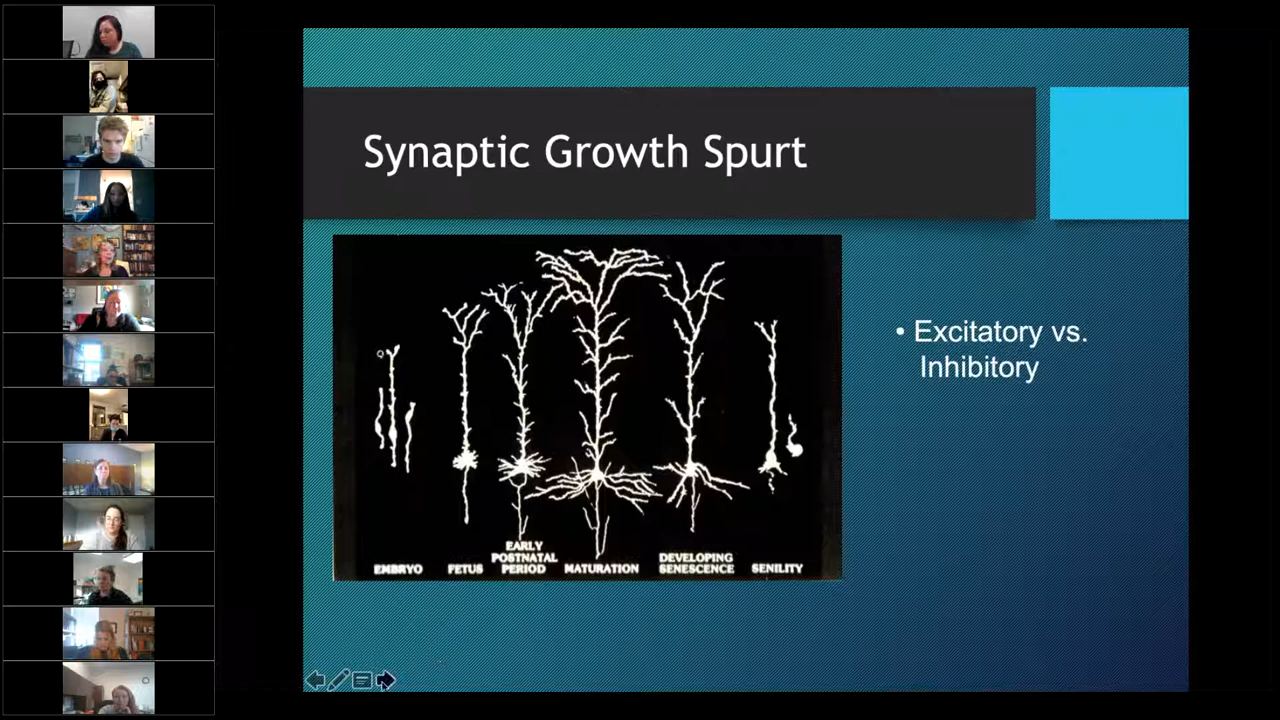 Synaptic Growth Spurt
• Excitatory vs.
Inhibitory
EMBRYO
FETUS
EARLY
POSTNATAL
PERIOD
MATURATION
DEVELOPING
SENESCENCE
SENILITY